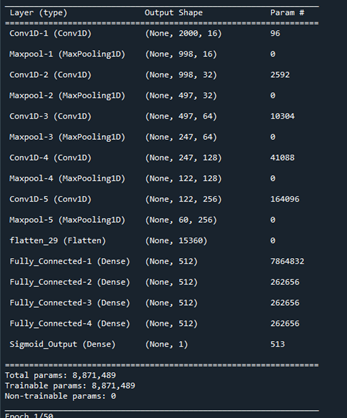 Layer (type) Output Shape Param #
Conv1D-1 (Conv1D) (None, 2000, 16) 96
Maxpool-1 (MaxPooling1D) (None, 998, 16) 0
Conv1D-2 (Conv1D) (None, 998, 32) 2592
Maxpool-2 (MaxPooling1D) (None, 497, 32) 0
Conv1D-3 (Conv1D) (None, 497, 64) 10304
Maxpool-3 (MaxPooling1D) (None, 247, 64) 0
Conv1D-4 (Conv1D) (None, 247, 128) 41088
Maxpool-4 (MaxPooling1D) (None, 122, 128) 0
Conv1D-5 (Conv1D) (None, 122, 256) 164096
Maxpool-5 (MaxPooling1D) (None, 60, 256) 0
flatten_29 (Flatten) (None, 15360) 0
Fully_Connected-1 (Dense) (None, 512) 7864832
Fully_Connected-2 (Dense) (None, 512) 262656
Fully_Connected-3 (Dense) (None, 512) 262656
Fully_Connected-4 (Dense) (None, 512) 262656
Sigmoid_Output (Dense) (None, 1) 513
Total params: 8,871,489
Trainable params: 8,871,489
Non-trainable params: 0
Epoch 1/50